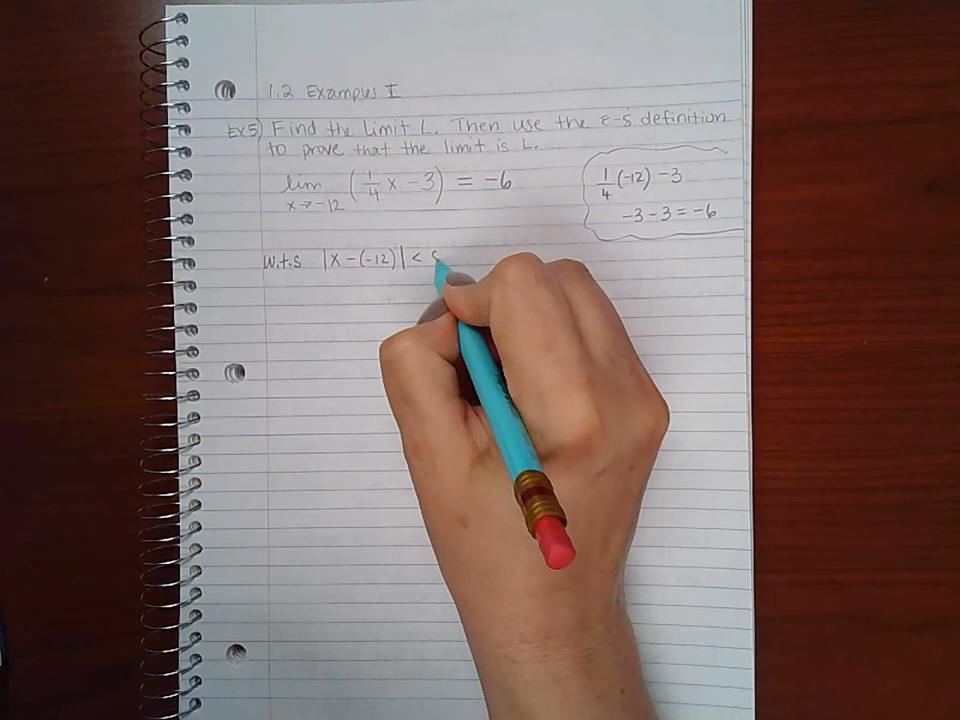 1.2 Examples I
Ex5) Find the limit L. Then use the ε-δ definition
to prove that the limit is L.
lim x→-12 (1/4 x - 3) = -6
1/4 (-12) - 3
-3 - 3 = -6
W.t.s. |x - (-12)| < δ